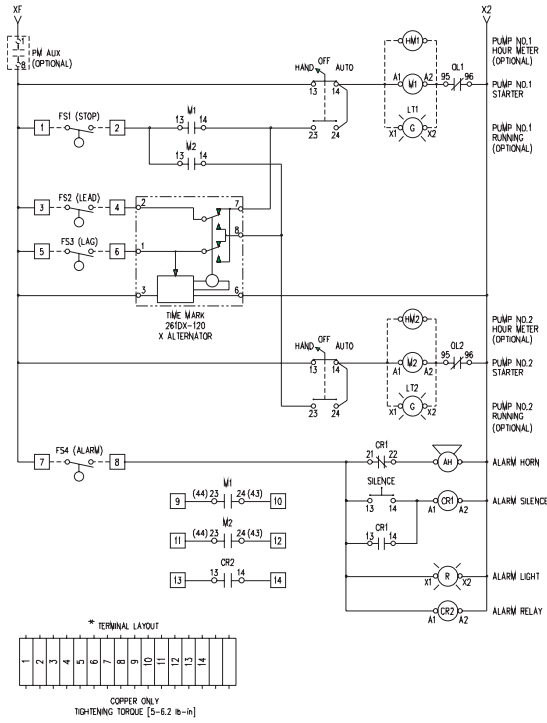 XF X2
1
PM AUX
(OPTIONAL)
8
HM1
PUMP NO.1
HOUR METER
(OPTIONAL)
HAND OFF AUTO
OL1
13 14 A1 M1 A2 95 96
PUMP NO.1
STARTER
FS1 (STOP)
1 2
M1
13 14
23 24
LT1
X1 G X2
PUMP NO.1
RUNNING
(OPTIONAL)
M2
13 14
FS2 (LEAD)
3 4 2 7
8
FS3 (LAG)
5 6 1
3 6
TIME MARK
261DX-120
X ALTERNATOR
HM2
PUMP NO.2
HOUR METER
(OPTIONAL)
HAND OFF AUTO
OL2
13 14 A1 M2 A2 95 96
PUMP NO.2
STARTER
23 24
LT2
X1 G X2
PUMP NO.2
RUNNING
(OPTIONAL)
FS4 (ALARM)
7 8
CR1
21 22 AH
ALARM HORN
SILENCE
13 14 A1 CR1 A2
ALARM SILENCE
CR1
13 14
M1
9 (44) 23 24 (43) 10
M2
11 (44) 23 24 (43) 12
CR2
13 13 14 14
X1 R X2
ALARM LIGHT
A1 CR2 A2
ALARM RELAY
* TERMINAL LAYOUT
1 2 3 4 5 6 7 8 9 10 11 12 13 14
COPPER ONLY
TIGHTENING TORQUE [5-6.2 lb-in]